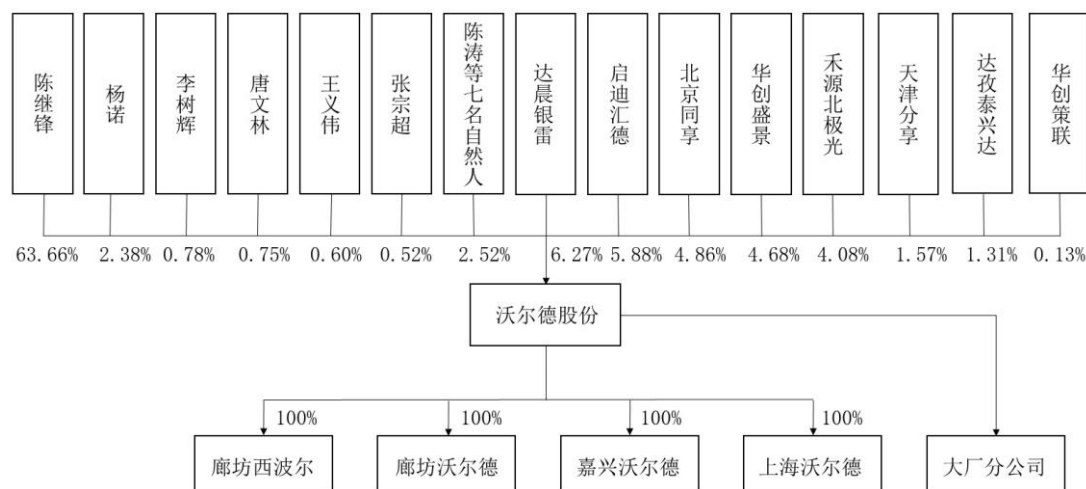 陈继锋
杨诺
李树辉
唐文林
王义伟
张宗超
陈涛等七名自然人
达晨银雷
启迪汇德
北京同享
华创盛景
禾源北极光
天津分享
达孜泰兴达
华创策联
63.66%
2.38%
0.78%
0.75%
0.60%
0.52%
2.52%
6.27%
5.88%
4.86%
4.68%
4.08%
1.57%
1.31%
0.13%
沃尔德股份
100%
100%
100%
100%
廊坊西波尔
廊坊沃尔德
嘉兴沃尔德
上海沃尔德
大厂分公司